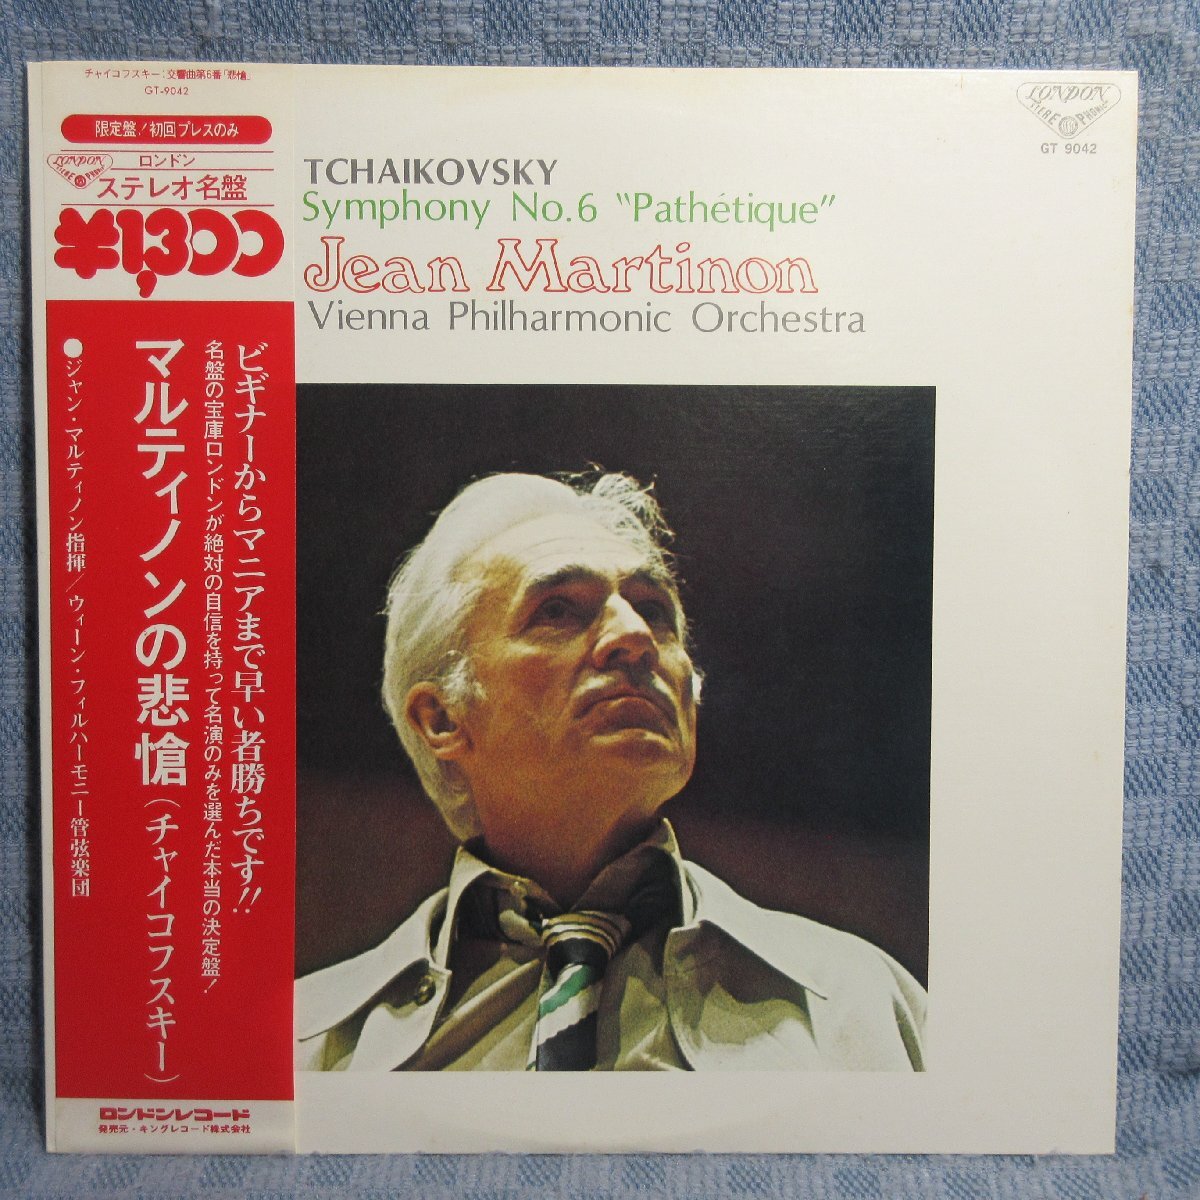 チャイコフスキー:交響曲第6番「悲愴」
GT-9042
限定盤!初回プレスのみ
LONDON
STEREO PHONIC
ロンドン
ステレオ名盤
¥1,300
ビギナーからマニアまで早い者勝ちです!!
名盤の宝庫ロンドンが絶対の自信を持って名演のみを選んだ本当の決定盤!
マルティノンの悲愴(チャイコフスキー)
●ジャン・マルティノン指揮/ウィーン・フィルハーモニー管弦楽団
ロンドンレコード
発売元・キングレコード株式会社
LONDON
STEREO PHONIC
GT 9042
TCHAIKOVSKY
Symphony No.6 "Pathétique"
Jean Martinon
Vienna Philharmonic Orchestra